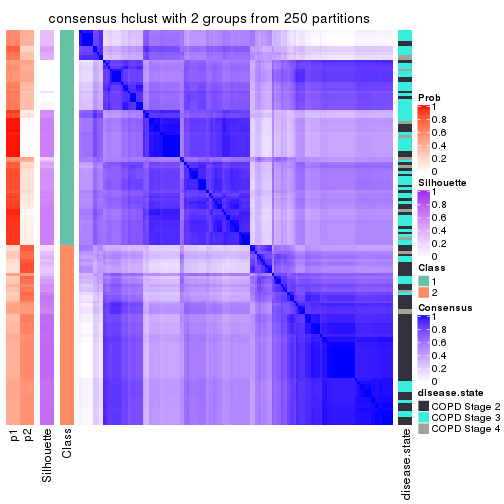 consensus hclust with 2 groups from 250 partitions
Prob
1
0.8
0.6
0.4
0.2
0
Silhouette
1
0.8
0.6
0.4
0.2
0
Class
1
2
Consensus
1
0.8
0.6
0.4
0.2
0
disease.state
COPD Stage 2
COPD Stage 3
COPD Stage 4
p1
p2
Silhouette
Class
disease.state